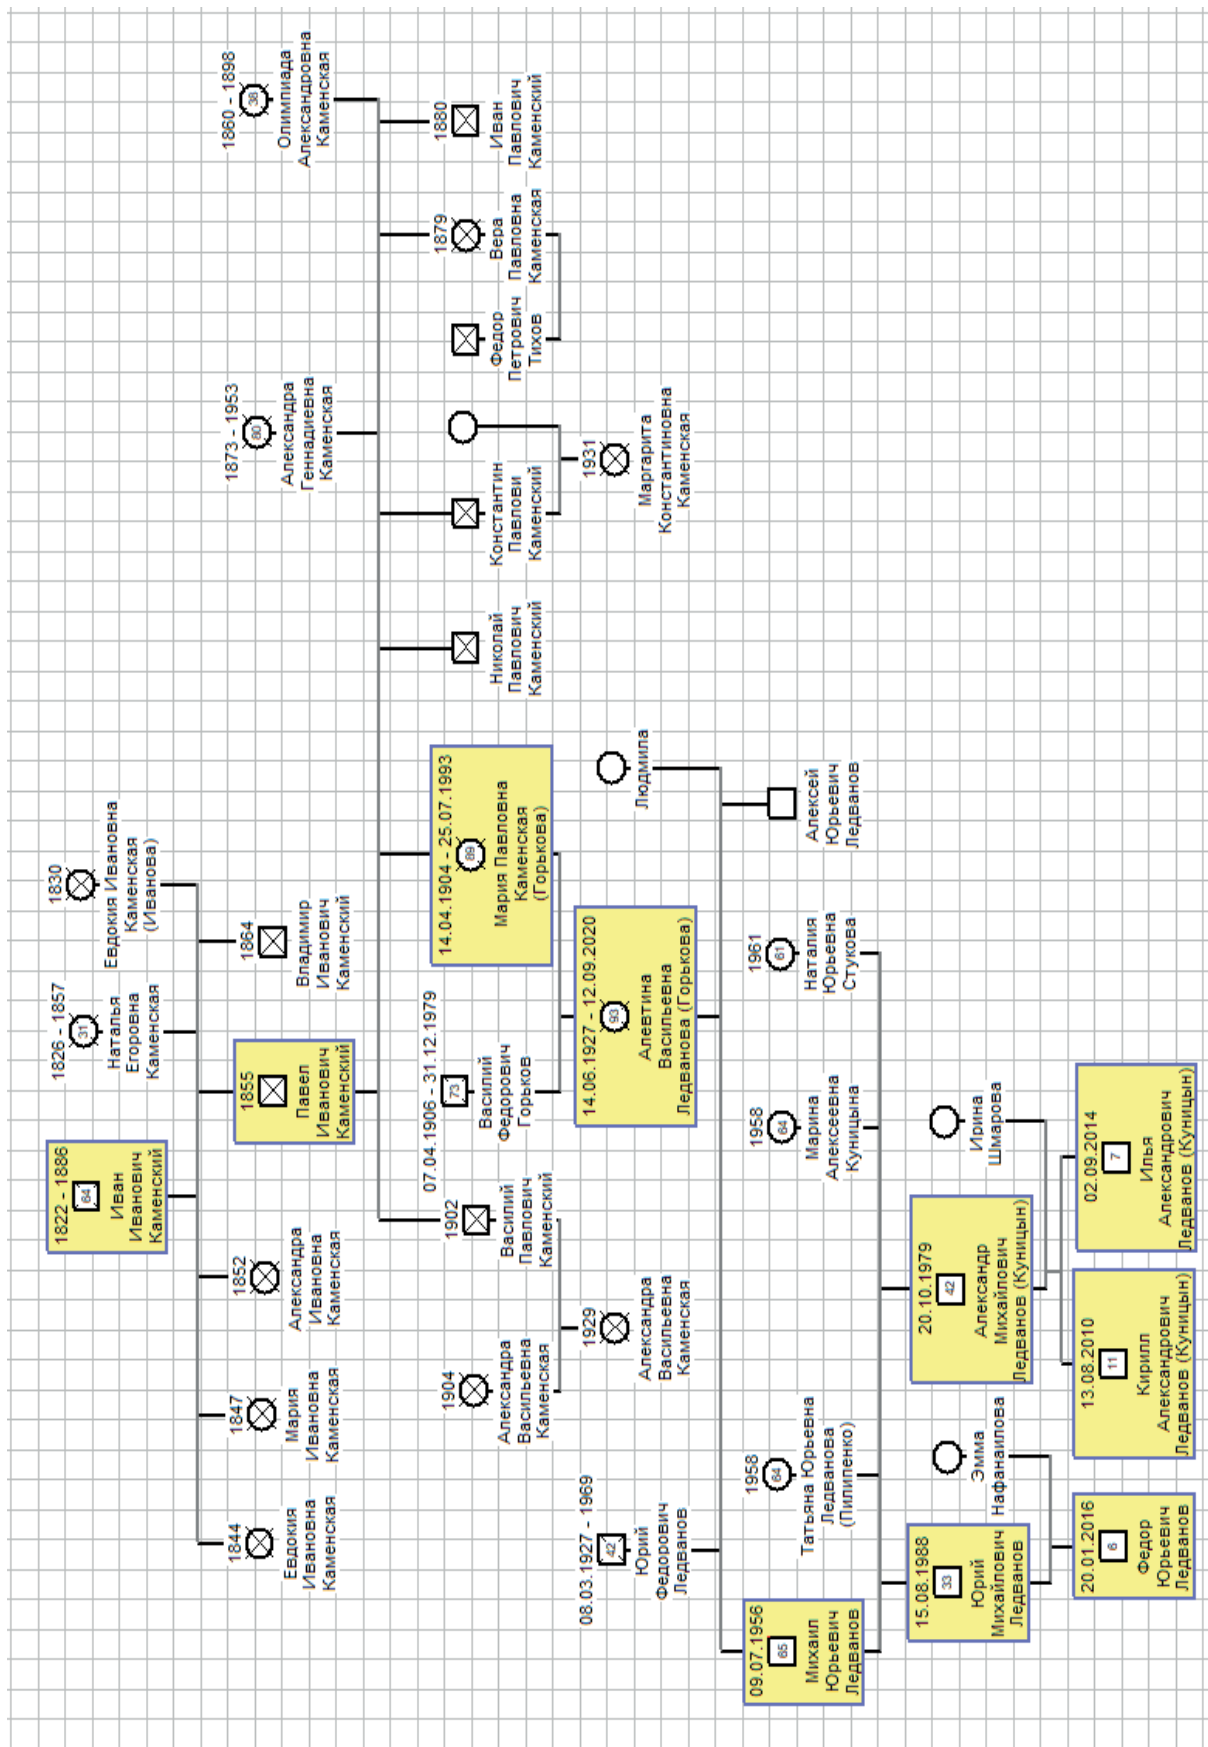 1822 - 1886
64
Иван
Иванович
Каменский
1826 - 1857
31
Наталья
Егоровна
Каменская
1830
Евдокия Ивановна
Каменская
(Иванова)
1844
Евдокия
Ивановна
Каменская
1847
Мария
Ивановна
Каменская
1852
Александра
Ивановна
Каменская
1855
Павел
Иванович
Каменский
1864
Владимир
Иванович
Каменский
1873 - 1953
80
Александра
Геннадиевна
Каменская
1860 - 1898
38
Олимпиада
Александровна
Каменская
1904
Александра
Васильевна
Каменская
1902
Василий
Павлович
Каменский
07.04.1906 - 31.12.1979
73
Василий
Федорович
Горьков
14.04.1904 - 25.07.1993
89
Мария Павловна
Каменская
(Горькова)
Николай
Павлович
Каменский
Константин
Павлови
Каменский
Федор
Петрович
Тихов
1879
Вера
Павловна
Каменская
1880
Иван
Павлович
Каменский
08.03.1927 - 1969
42
Юрий
Федорович
Ледванов
1929
Александра
Васильевна
Каменская
14.06.1927 - 12.09.2020
93
Алевтина
Васильевна
Ледванова (Горькова)
Людмила
1931
Маргарита
Константиновна
Каменская
09.07.1956
65
Михаил
Юрьевич
Ледванов
1958
64
Татьяна Юрьевна
Ледванова
(Пилипенко)
1958
64
Марина
Алексеевна
Куницына
1961
61
Наталия
Юрьевна
Стукова
Алексей
Юрьевич
Ледванов
15.08.1988
33
Юрий
Михайлович
Ледванов
Эмма
Нафанаилова
20.10.1979
42
Александр
Михайлович
Ледванов (Куницын)
Ирина
Шмарова
20.01.2016
6
Федор
Юрьевич
Ледванов
13.08.2010
11
Кирилл
Александрович
Ледванов (Куницын)
02.09.2014
7
Илья
Александрович
Ледванов (Куницын)